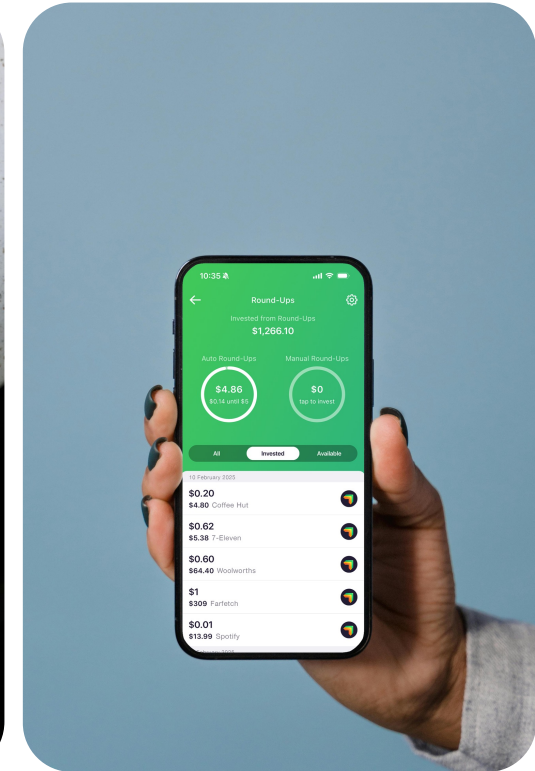 10:35
Round-Ups
Invested from Round-Ups
$1,266.10
Auto Round-Ups
Manual Round-Ups
$4.86
$0.14 until $5
$0
tap to invest
All
Invested
Available
10 February 2025
$0.20
$4.80 Coffee Hut
$0.62
$5.38 7-Eleven
$0.60
$64.40 Woolworths
$1
$309 Farfetch
$0.01
$13.99 Spotify
February 2025